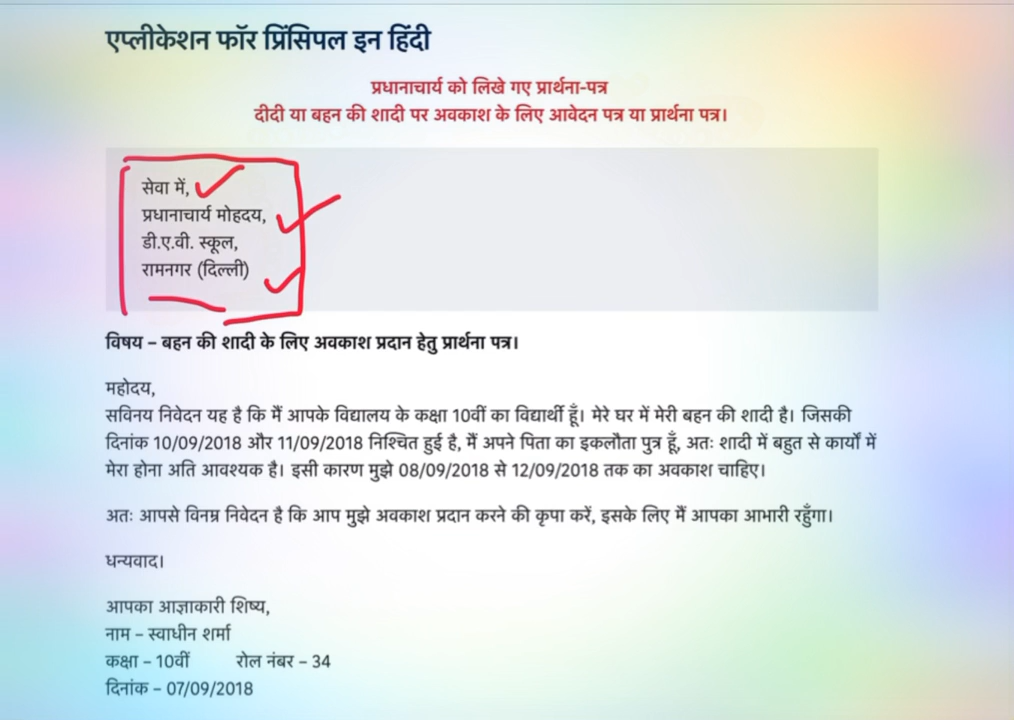 एप्लीकेशन फॉर प्रिंसिपल इन हिंदी
प्रधानाचार्य को लिखे गए प्रार्थना-पत्र
दीदी या बहन की शादी पर अवकाश के लिए आवेदन पत्र या प्रार्थना पत्र।
सेवा में,
प्रधानाचार्य मोहदय,
डी.ए.वी. स्कूल,
रामनगर (दिल्ली)
विषय – बहन की शादी के लिए अवकाश प्रदान हेतु प्रार्थना पत्र।
महोदय,
सविनय निवेदन यह है कि मैं आपके विद्यालय के कक्षा 10वीं का विद्यार्थी हूँ। मेरे घर में मेरी बहन की शादी है। जिसकी
दिनांक 10/09/2018 और 11/09/2018 निश्चित हुई है, मैं अपने पिता का इकलौता पुत्र हूँ, अतः शादी में बहुत से कार्यों में
मेरा होना अति आवश्यक है। इसी कारण मुझे 08/09/2018 से 12/09/2018 तक का अवकाश चाहिए।
अतः आपसे विनम्र निवेदन है कि आप मुझे अवकाश प्रदान करने की कृपा करें, इसके लिए मैं आपका आभारी रहुँगा।
धन्यवाद।
आपका आज्ञाकारी शिष्य,
नाम – स्वाधीन शर्मा
कक्षा – 10वीं रोल नंबर – 34
दिनांक – 07/09/2018